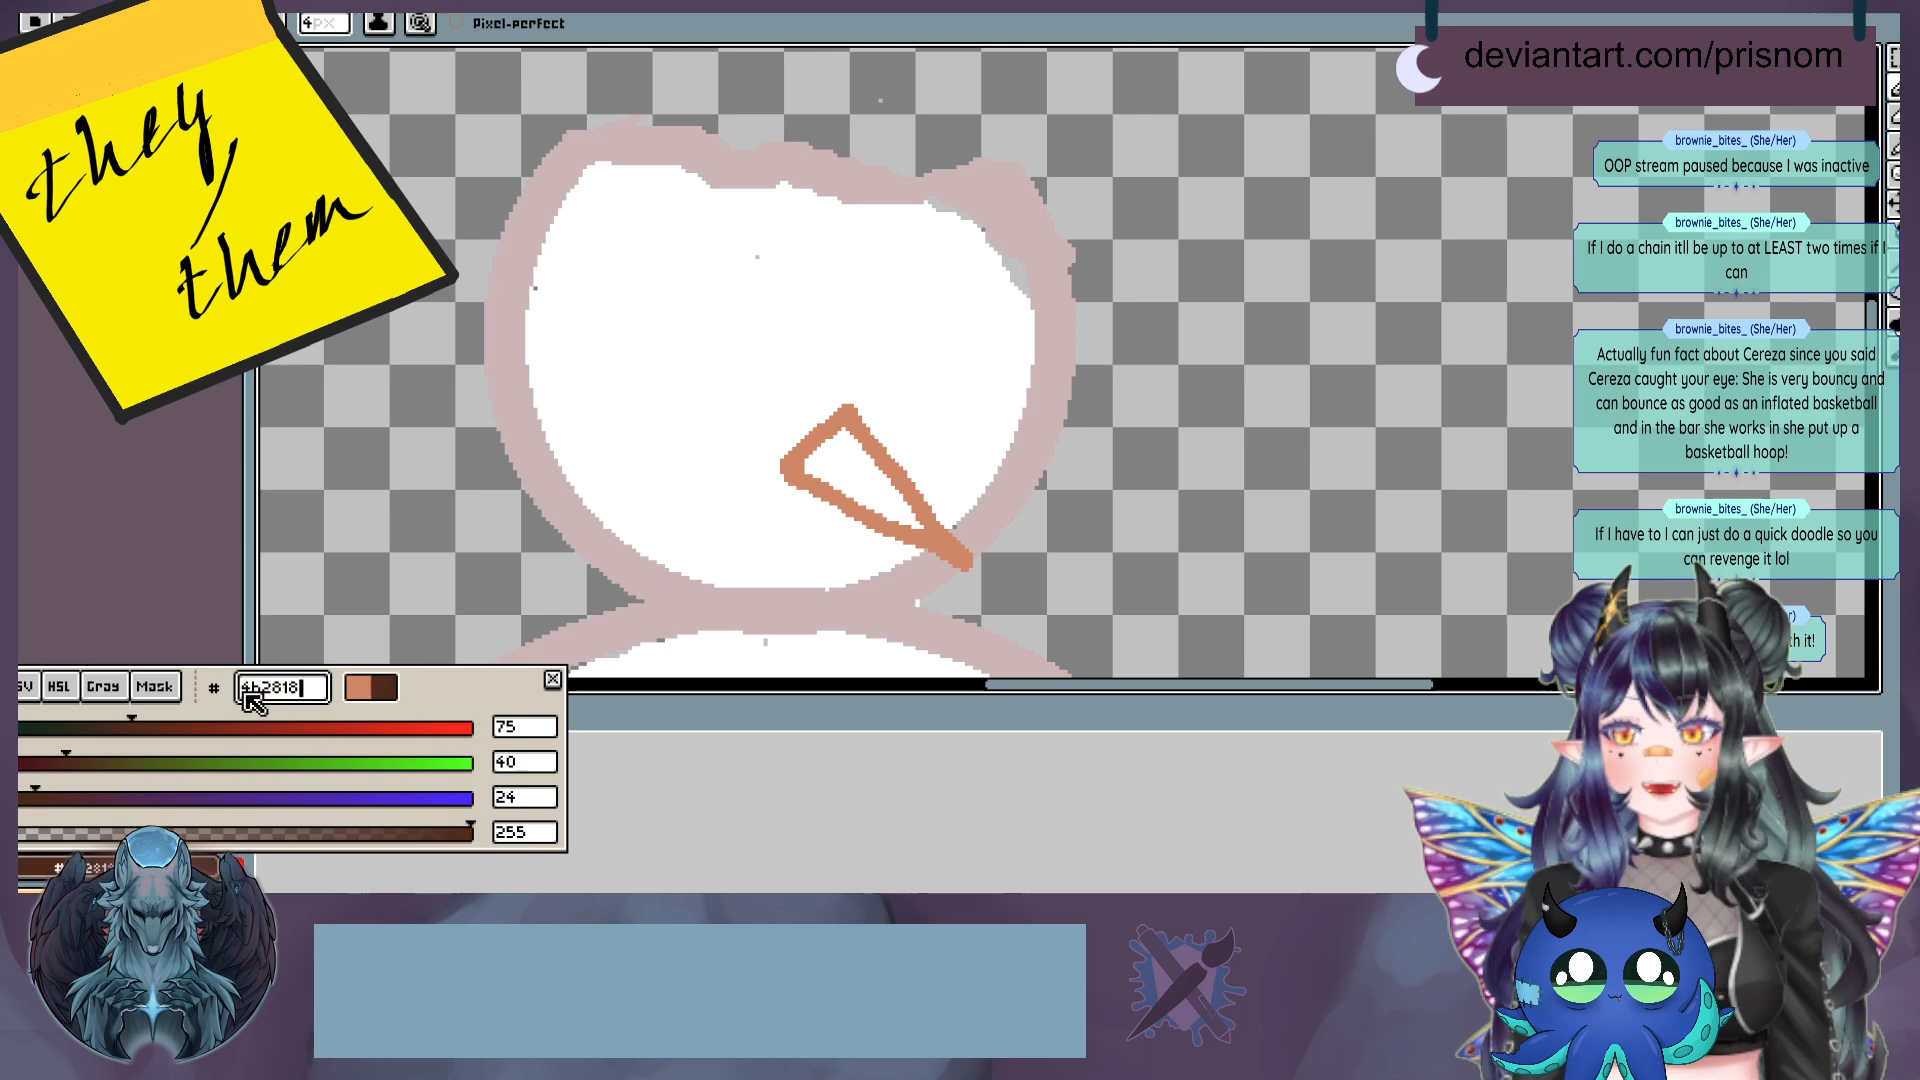 4px
Pixel-perfect
they
/
them
deviantart.com/prisnom
brownie_bites_ (She/Her)
OOP stream paused because I was inactive
brownie_bites_ (She/Her)
If I do a chain itll be up to at LEAST two times if I
can
brownie_bites_ (She/Her)
Actually fun fact about Cereza since you said
Cereza caught your eye: She is very bouncy and
can bounce as good as an inflated basketball
and in the bar she works in she put up a
basketball hoop!
brownie_bites_ (She/Her)
If I have to I can just do a quick doodle so you
can revenge it lol
it!
HSL Gray Mask # 4b2818
75
40
24
255